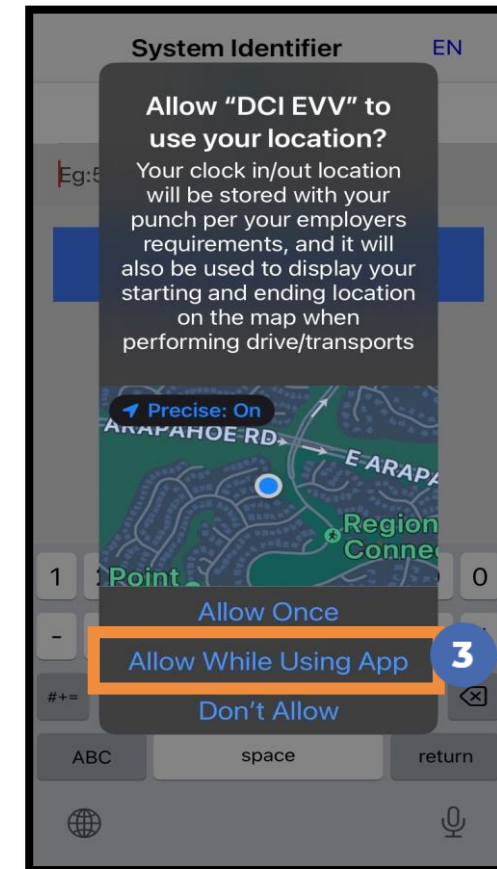 System Identifier EN
Allow “DCI EVV” to
use your location?
Your clock in/out location
will be stored with your
punch per your employers
requirements, and it will
also be used to display your
starting and ending location
on the map when
performing drive/transports
Eg:5
Precise: On
ARAPAHOE RD
E ARAPA
Region
Conne
Point
1 0
Allow Once
-
Allow While Using App 3
#+=
Don’t Allow
ABC space return